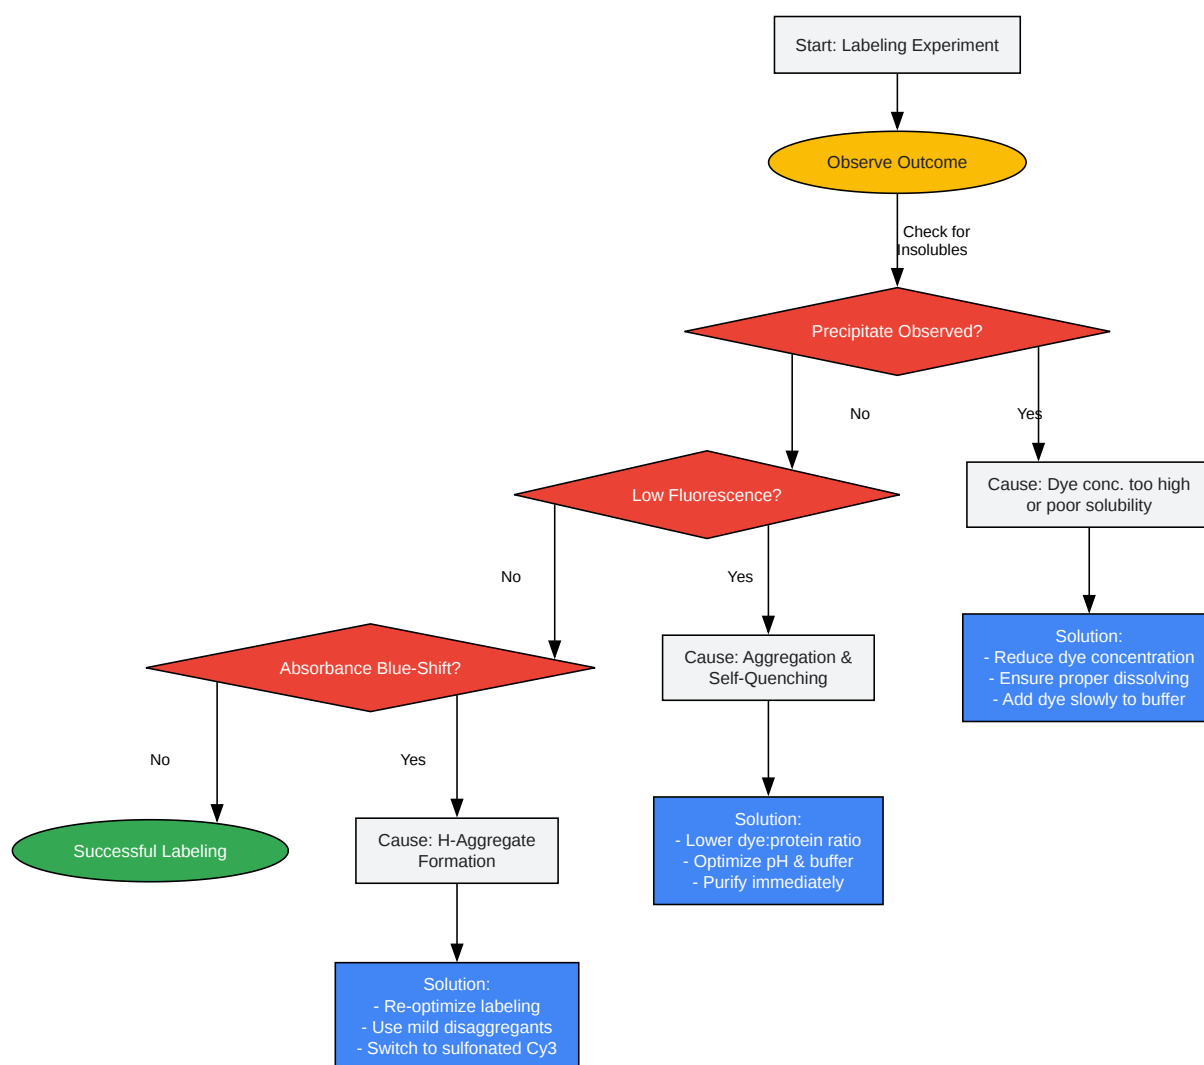 Start: Labeling Experiment
Observe Outcome
Check for
Insolubles
Precipitate Observed?
No
Yes
Low Fluorescence?
Cause: Dye conc. too high
or poor solubility
No
Yes
Solution:
- Reduce dye concentration
- Ensure proper dissolving
- Add dye slowly to buffer
Absorbance Blue-Shift?
Cause: Aggregation &
Self-Quenching
No
Yes
Solution:
- Lower dye:protein ratio
- Optimize pH & buffer
- Purify immediately
Successful Labeling
Cause: H-Aggregate
Formation
Solution:
- Re-optimize labeling
- Use mild disaggregants
- Switch to sulfonated Cy3